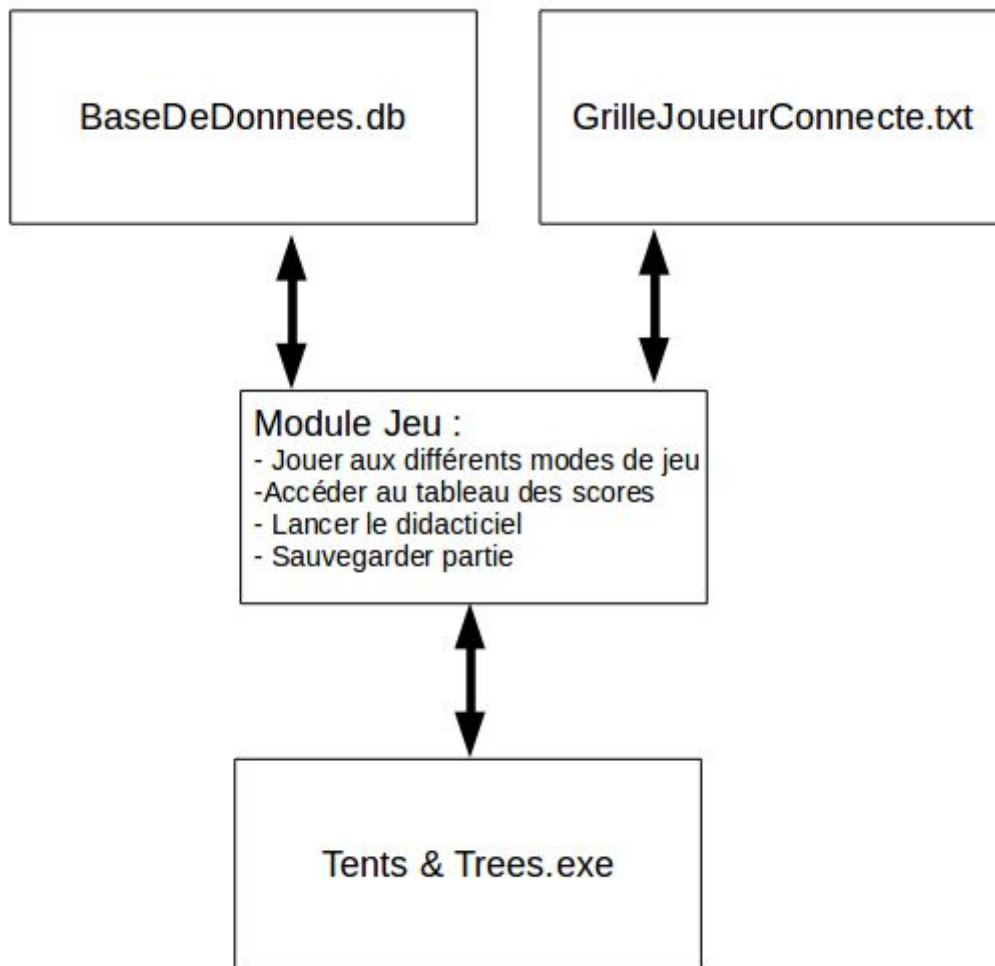 BaseDeDonnees.db
GrilleJoueurConnecte.txt
Module Jeu :
- Jouer aux différents modes de jeu
-Accéder au tableau des scores
- Lancer le didacticiel
- Sauvegarder partie
Tents & Trees.exe